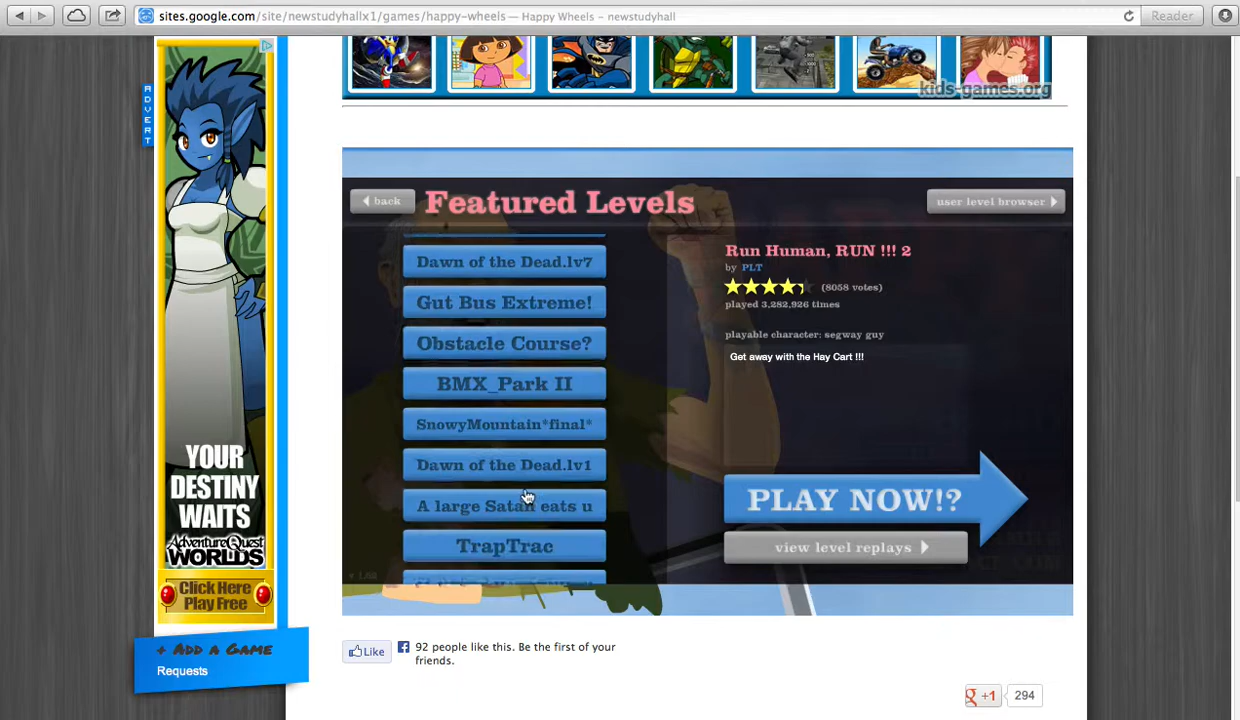 sites.google.com/site/newstudyhallx1/games/happy-wheels — Happy Wheels – newstudyhall
Reader
ADVERT
kids-games.org
back
Featured Levels
user level browser
Dawn of the Dead.lv7
Gut Bus Extreme!
Obstacle Course?
BMX_Park II
SnowyMountain*final*
Dawn of the Dead.lv1
A large Satan eats u
TrapTrac
Run Human, RUN !!! 2
by PLT
(8058 votes)
played 3,282,926 times
playable character: segway guy
Get away with the Hay Cart !!!
PLAY NOW!?
view level replays
YOUR
DESTINY
WAITS
AdventureQuest
WORLDS
Click Here
Play Free
+ Add a Game
Requests
Like
92 people like this. Be the first of your
friends.
+1
294